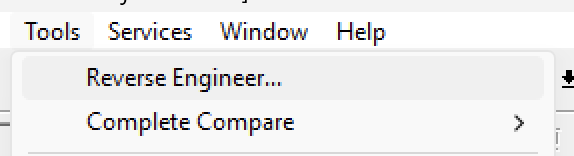 Tools Services Window Help
Reverse Engineer...
Complete Compare